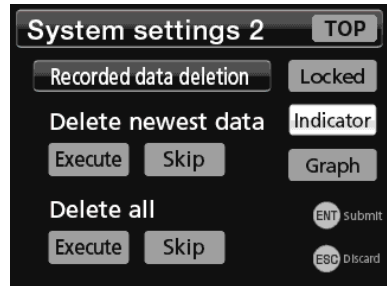 System settings 2 TOP
Recorded data deletion Locked
Delete newest data Indicator
Execute Skip Graph
Delete all ENT Submit
Execute Skip ESC Discard